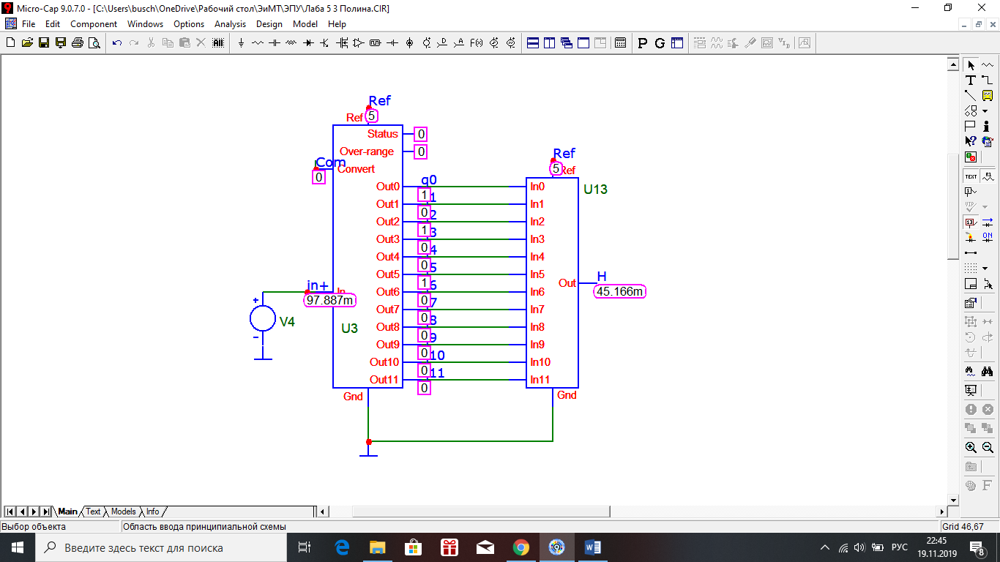 Micro-Cap 9.0.7.0 - [C:\Users\busch\OneDrive\Рабочий стол\ЭиМТ\ЭПУ\Лаба 5 3 Полина.CIR]
File Edit Component Windows Options Analysis Design Model Help
P G
Ref
Ref 5
Status 0
Over-range 0
Com
Convert
0
Ref
5 Ref
U13
Out0 q0 In0
1 1
Out1 In1
0 2
Out2 In2
1 3
Out3 In3
0 4
Out4 In4
0 5
Out5 In5
1 6
Out6 In6
0 7
Out7 In7
0 8
Out8 In8
0 9
Out9 In9
0 10
Out10 In10
0 11
Out11 In11
0
in+ In
97.887m
V4
U3
Out H
45.166m
Gnd Gnd
Main Text Models Info
Выбор объекта Область ввода принципиальной схемы Grid 46,67
Введите здесь текст для поиска
РУС
22:45
19.11.2019
8